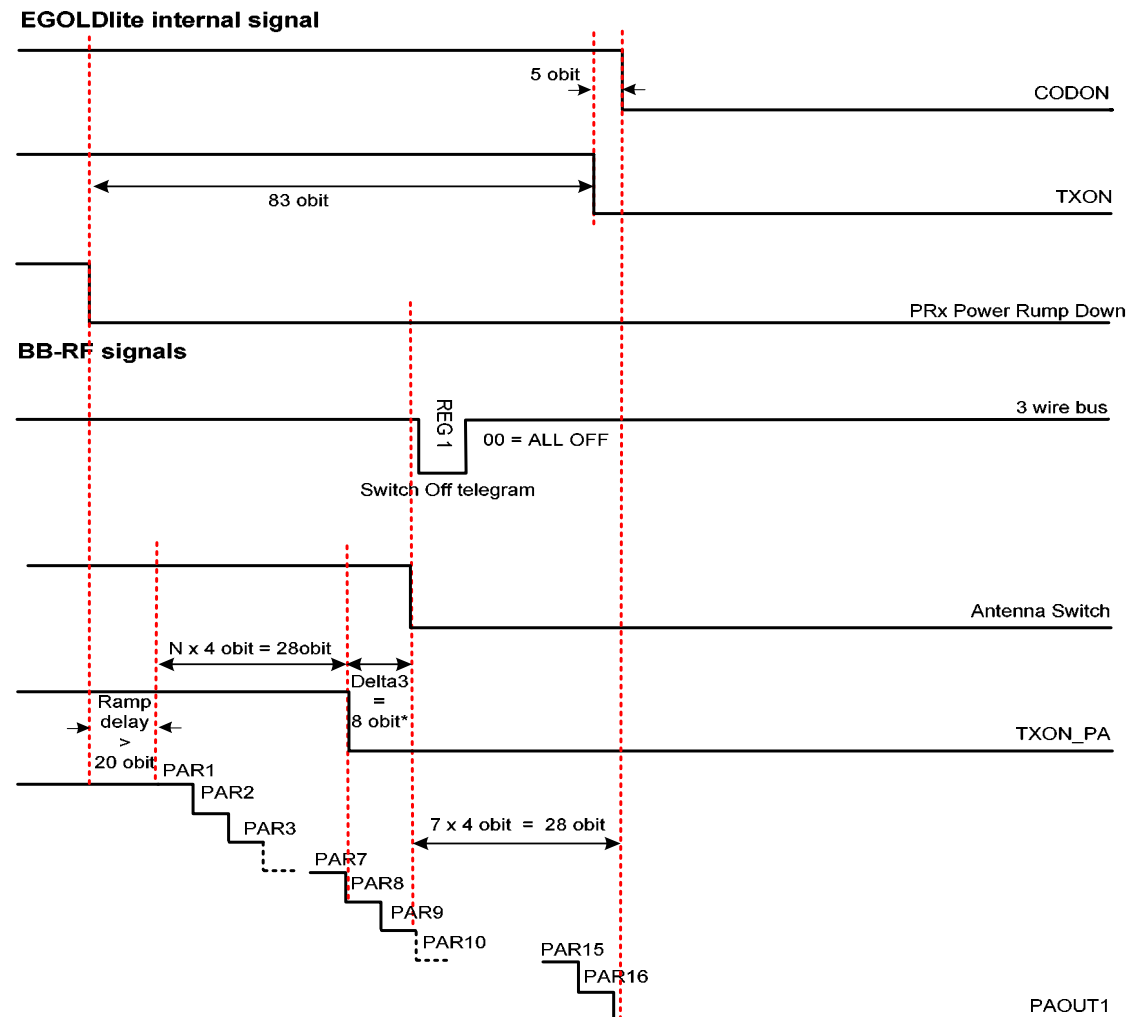 EGOLDlite internal signal
5 obit
CODON
83 obit
TXON
PRx Power Rump Down
BB-RF signals
3 wire bus
REG 1
00 = ALL OFF
Switch Off telegram
Antenna Switch
N x 4 obit = 28obit
Delta3
=
8 obit*
Ramp
delay
>
20 obit
TXON_PA
PAR1
PAR2
PAR3
7 x 4 obit = 28 obit
PAR7
PAR8
PAR9
PAR10
PAR15
PAR16
PAOUT1